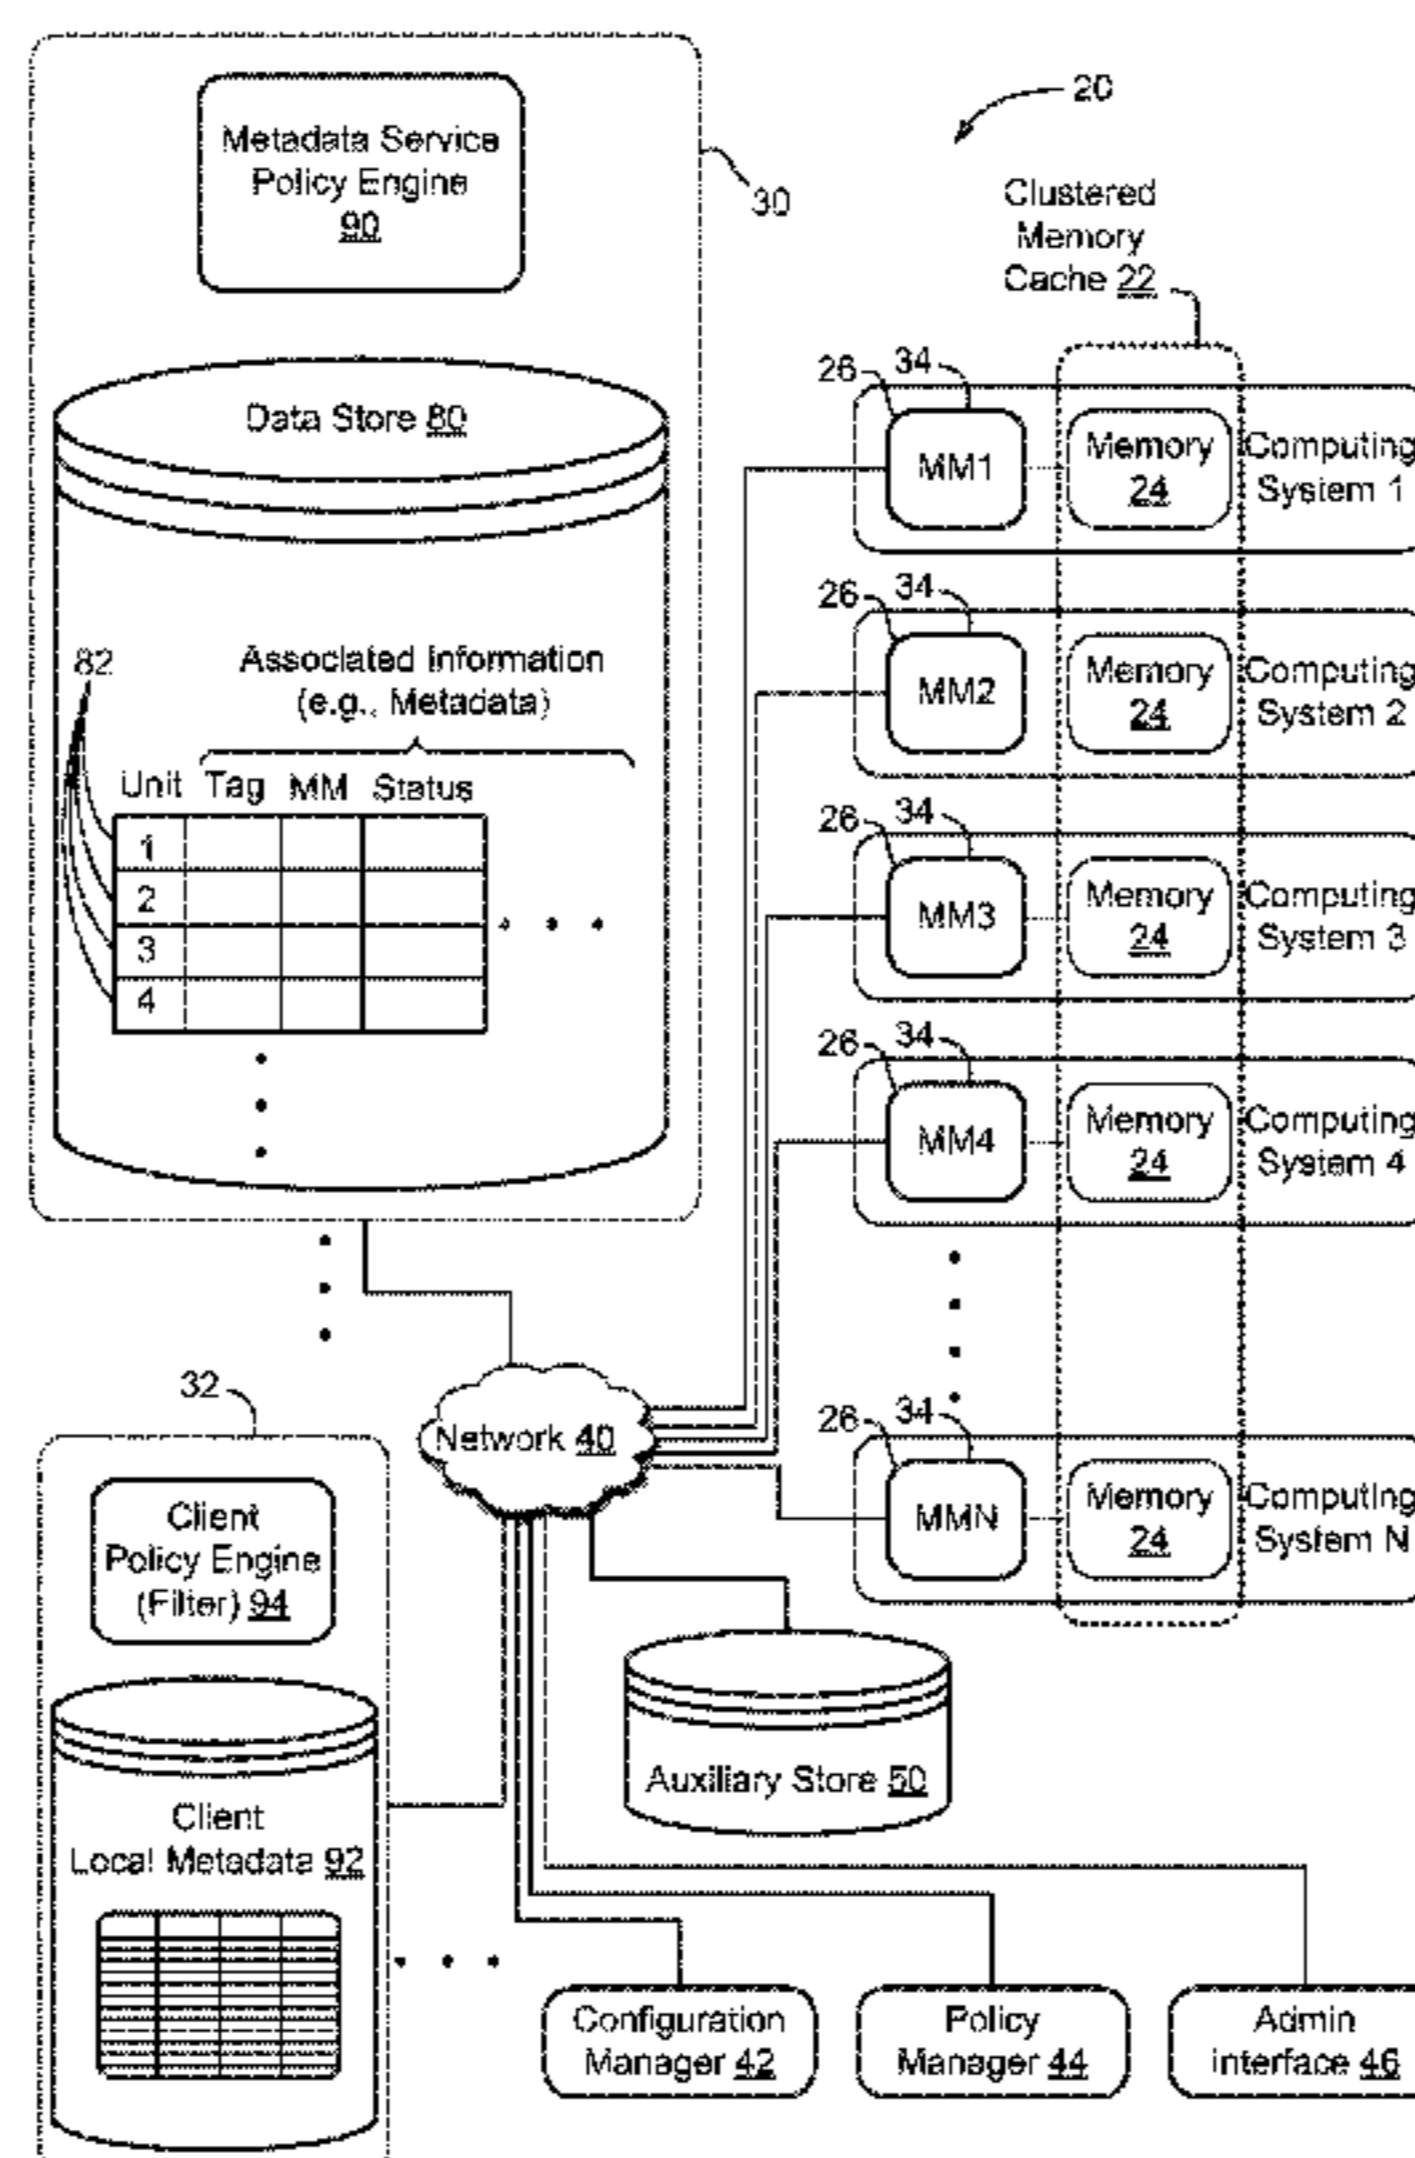 20
Metadata Service
Policy Engine
90
30
Clustered
Memory
Cache 22
Data Store 80
26
34
MM1
Memory
24
Computing
System 1
82
Associated Information
(e.g., Metadata)
Unit Tag MM Status
1
2
3
4
26
34
MM2
Memory
24
Computing
System 2
26
34
MM3
Memory
24
Computing
System 3
26
34
MM4
Memory
24
Computing
System 4
26
34
MMN
Memory
24
Computing
System N
Network 40
32
Client
Policy Engine
(Filter) 94
Client
Local Metadata 92
Auxiliary Store 50
Configuration
Manager 42
Policy
Manager 44
Admin
interface 46